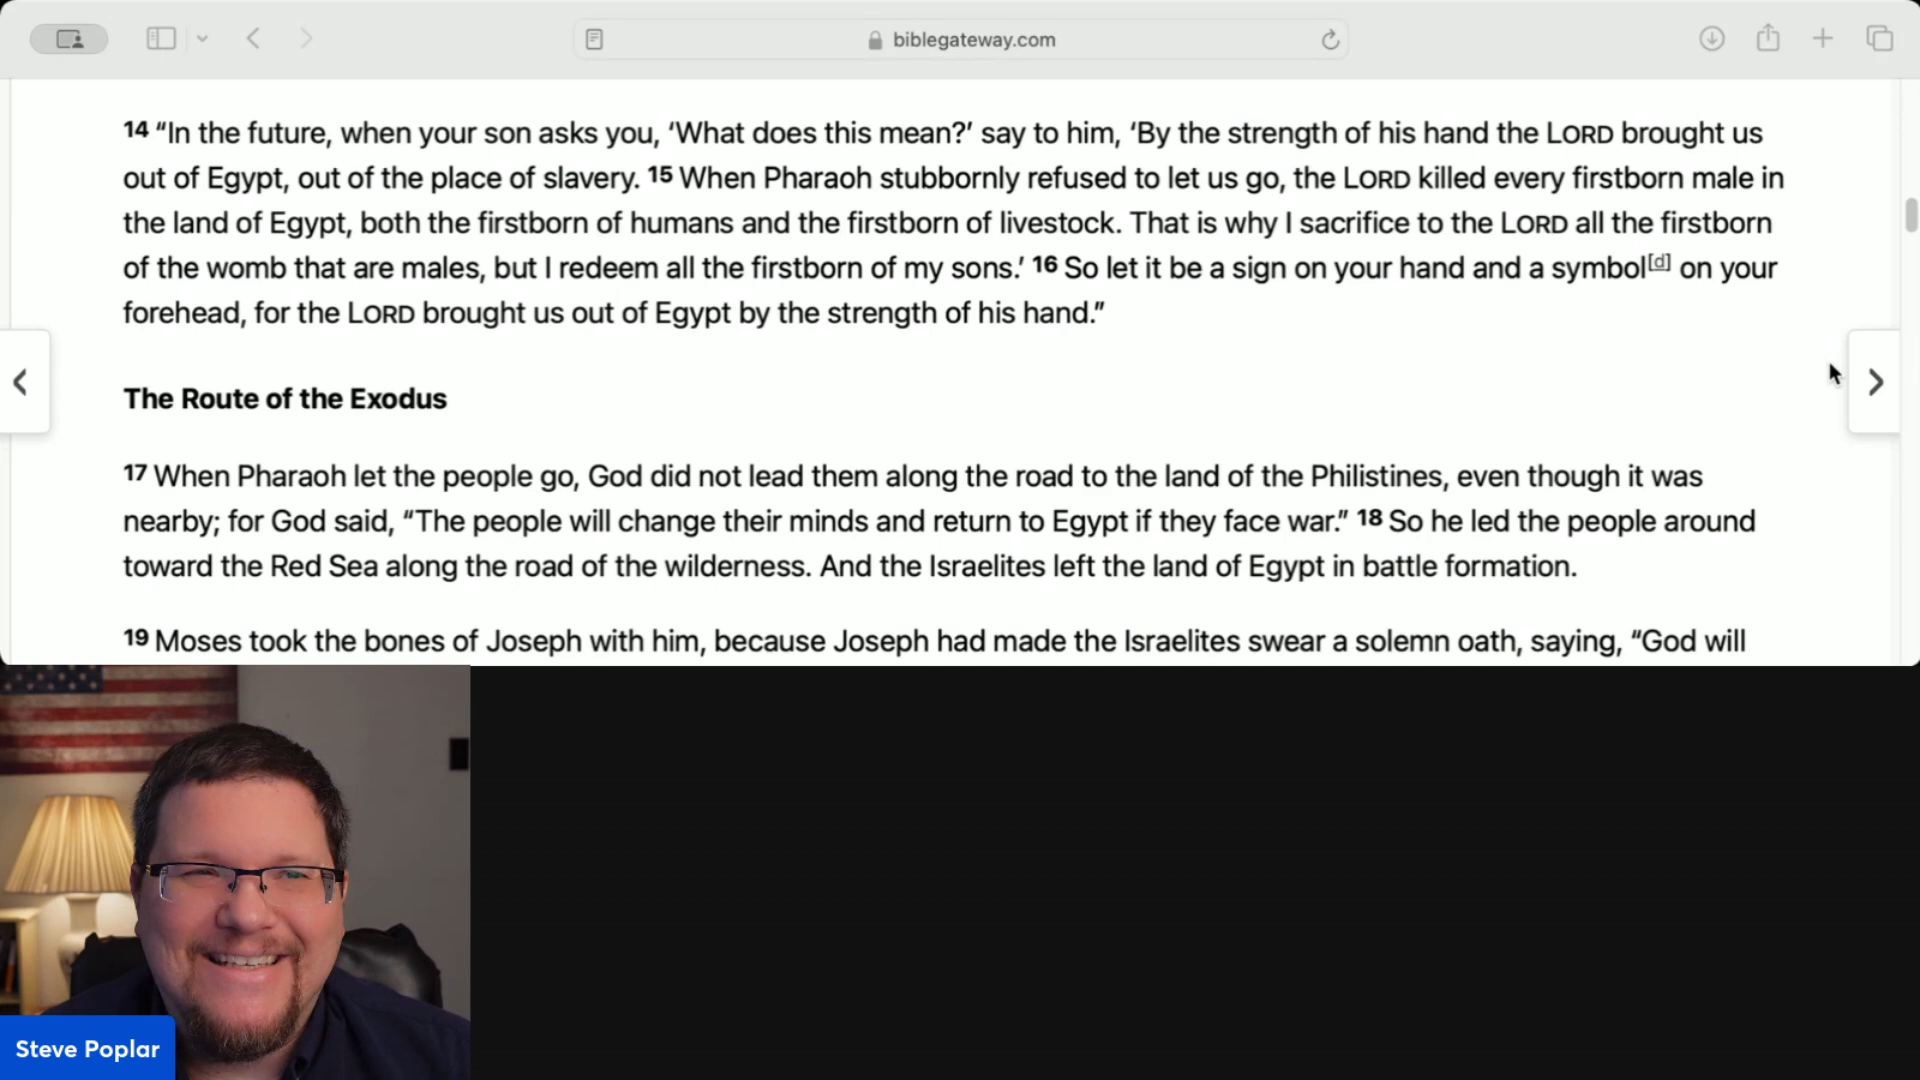 biblegateway.com
14 “In the future, when your son asks you, ‘What does this mean?’ say to him, ‘By the strength of his hand the LORD brought us
out of Egypt, out of the place of slavery. 15 When Pharaoh stubbornly refused to let us go, the LORD killed every firstborn male in
the land of Egypt, both the firstborn of humans and the firstborn of livestock. That is why I sacrifice to the LORD all the firstborn
of the womb that are males, but I redeem all the firstborn of my sons.’ 16 So let it be a sign on your hand and a symbol[d] on your
forehead, for the LORD brought us out of Egypt by the strength of his hand.”
The Route of the Exodus
17 When Pharaoh let the people go, God did not lead them along the road to the land of the Philistines, even though it was
nearby; for God said, “The people will change their minds and return to Egypt if they face war.” 18 So he led the people around
toward the Red Sea along the road of the wilderness. And the Israelites left the land of Egypt in battle formation.
19 Moses took the bones of Joseph with him, because Joseph had made the Israelites swear a solemn oath, saying, “God will
Steve Poplar